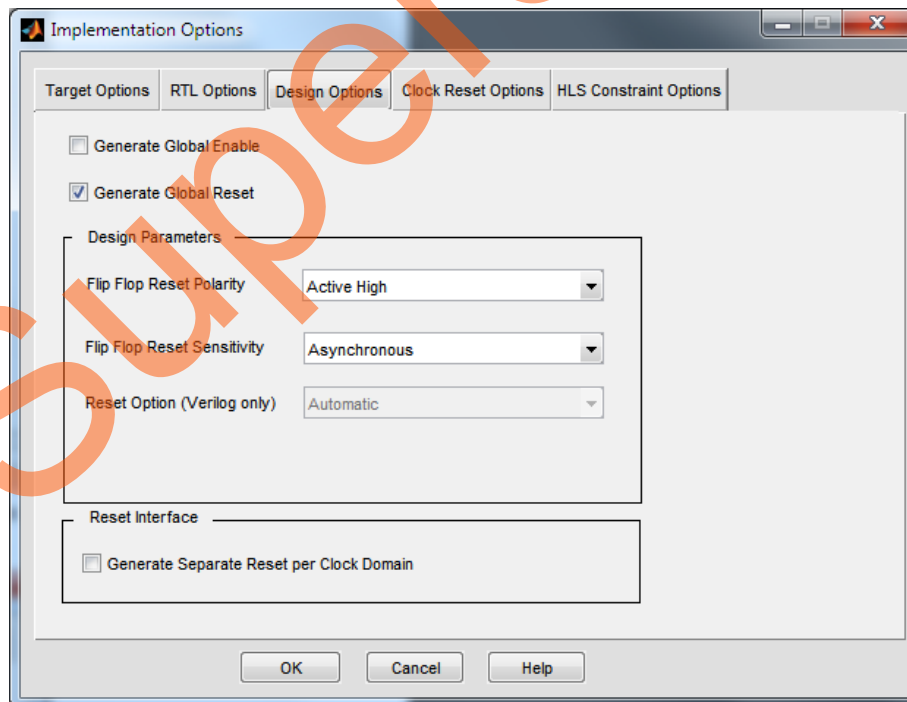 Implementation Options
Target Options RTL Options Design Options Clock Reset Options HLS Constraint Options
Generate Global Enable
Generate Global Reset
Design Parameters
Flip Flop Reset Polarity Active High
Flip Flop Reset Sensitivity Asynchronous
Reset Option (Verilog only) Automatic
Reset Interface
Generate Separate Reset per Clock Domain
OK Cancel Help
Super